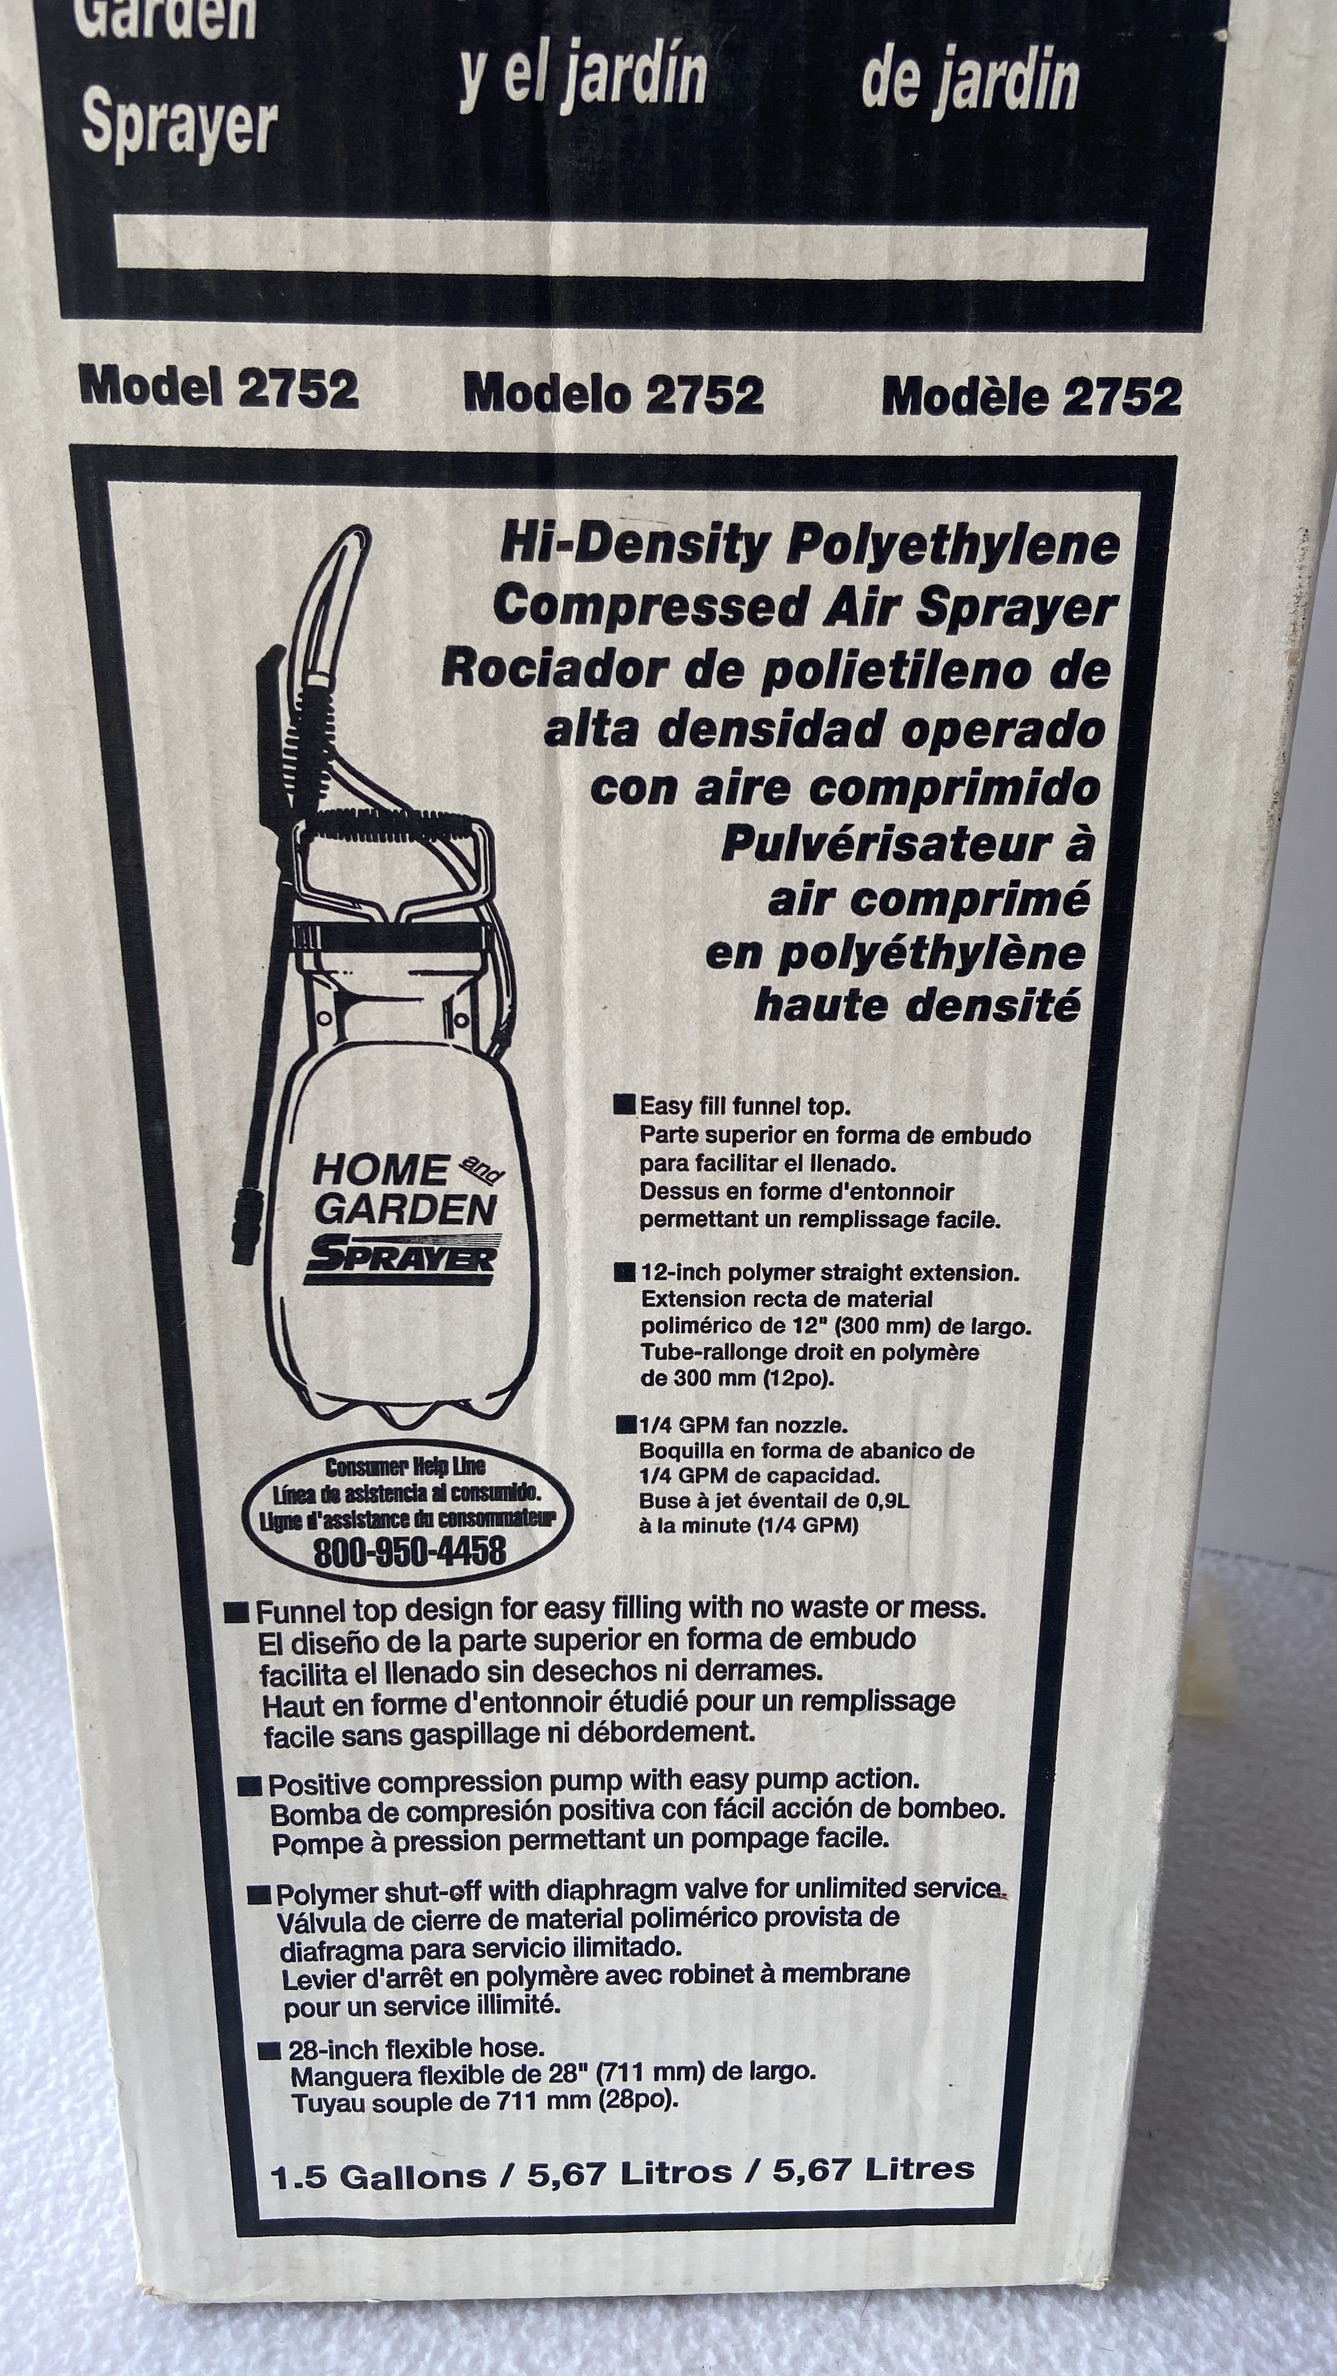 Garden
Sprayer
y el jardín
de jardin
Model 2752
Modelo 2752
Modèle 2752
Hi-Density Polyethylene
Compressed Air Sprayer
Rociador de polietileno de
alta densidad operado
con aire comprimido
Pulvérisateur à
air comprimé
en polyéthylène
haute densité
HOME and
GARDEN
SPRAYER
Easy fill funnel top.
Parte superior en forma de embudo
para facilitar el llenado.
Dessus en forme d'entonnoir
permettant un remplissage facile.
12-inch polymer straight extension.
Extension recta de material
polimérico de 12" (300 mm) de largo.
Tube-rallonge droit en polymère
de 300 mm (12po).
1/4 GPM fan nozzle.
Boquilla en forma de abanico de
1/4 GPM de capacidad.
Buse à jet éventail de 0,9L
à la minute (1/4 GPM)
Consumer Help Line
Línea de asistencia al consumido.
Ligne d'assistance du consommateur
800-950-4458
Funnel top design for easy filling with no waste or mess.
El diseño de la parte superior en forma de embudo
facilita el llenado sin desechos ni derrames.
Haut en forme d'entonnoir étudié pour un remplissage
facile sans gaspillage ni débordement.
Positive compression pump with easy pump action.
Bomba de compresión positiva con fácil acción de bombeo.
Pompe à pression permettant un pompage facile.
Polymer shut-off with diaphragm valve for unlimited service.
Válvula de cierre de material polimérico provista de
diafragma para servicio ilimitado.
Levier d'arrêt en polymère avec robinet à membrane
pour un service illimité.
28-inch flexible hose.
Manguera flexible de 28" (711 mm) de largo.
Tuyau souple de 711 mm (28po).
1.5 Gallons / 5,67 Litros / 5,67 Litres